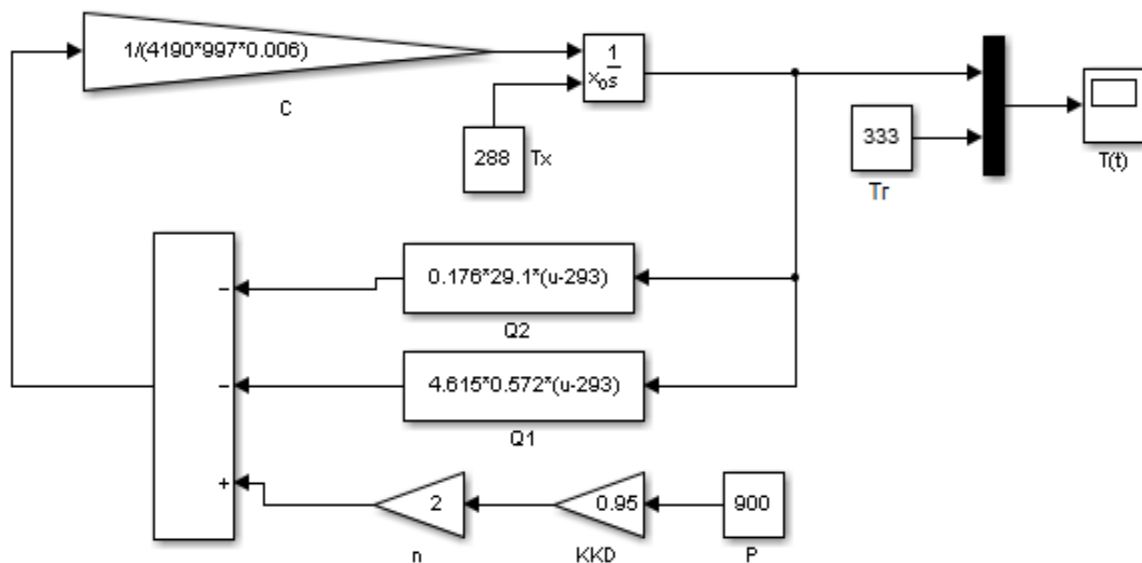 1/(4190*997*0.006)
C
1
s
x₀
288
Tx
333
Tr
T(t)
0.176*29.1*(u-293)
Q2
4.615*0.572*(u-293)
Q1
−
−
+
2
n
0.95
KKD
900
P